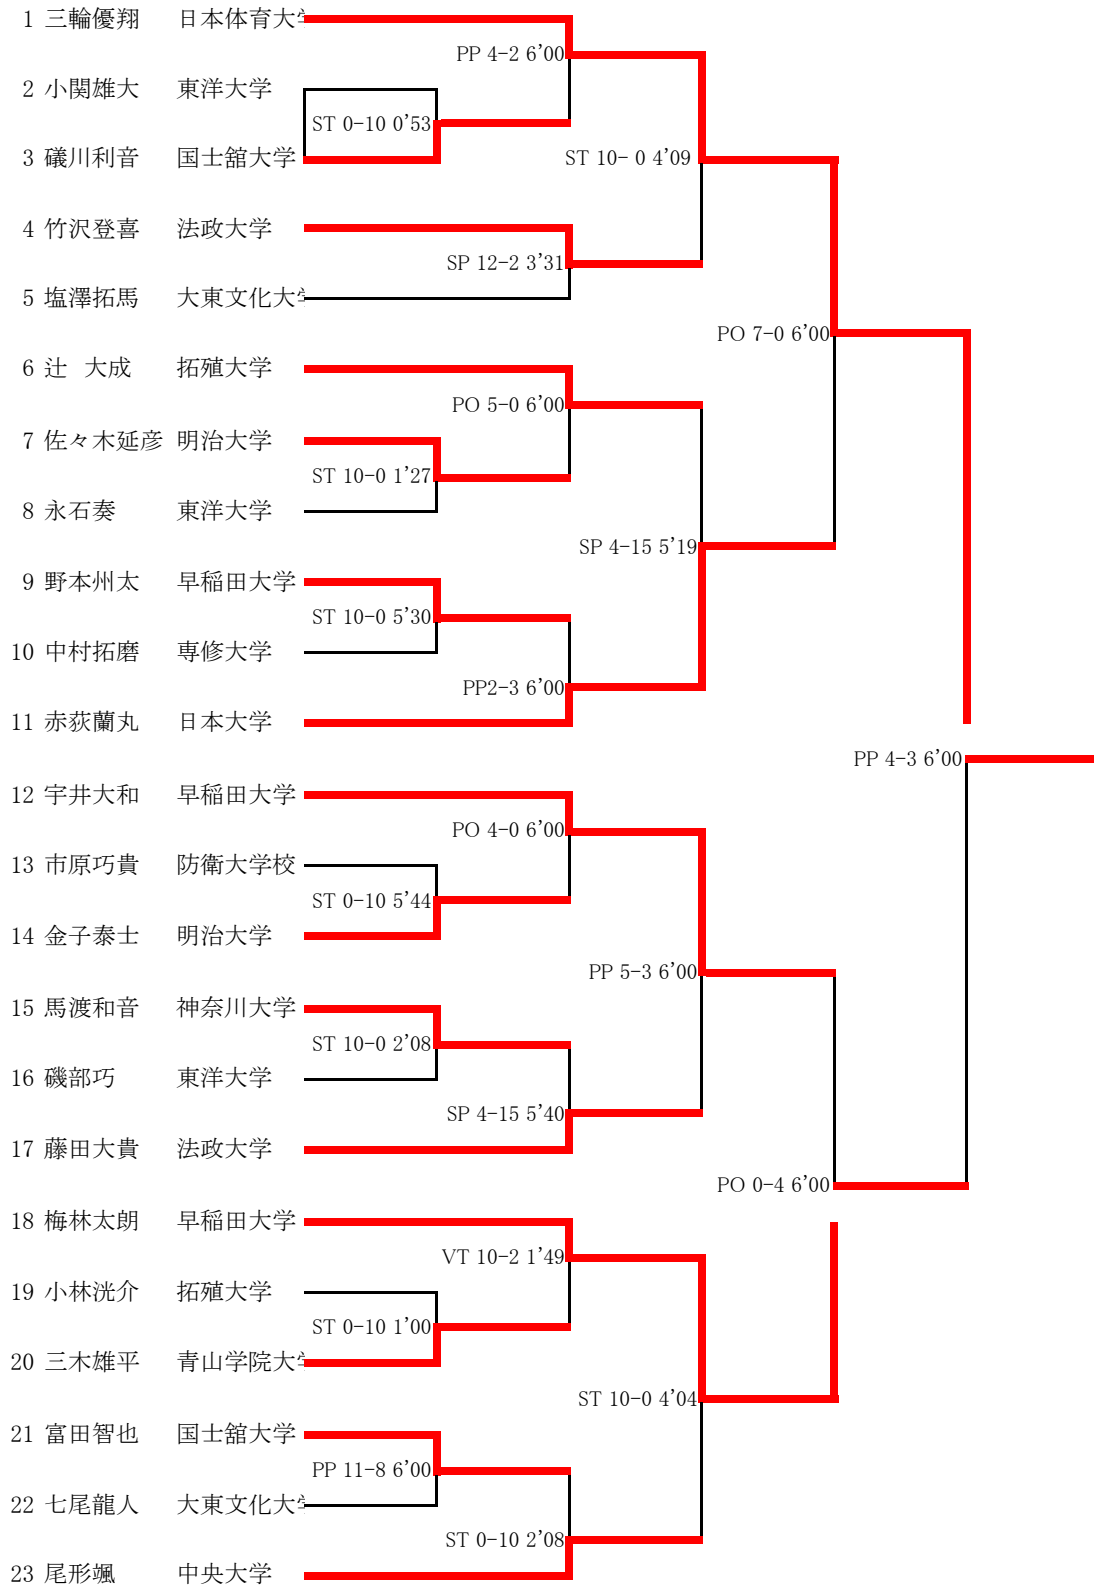 1 三輪優翔 日本体育大学
PP 4-2 6'00
2 小関雄大 東洋大学
ST 0-10 0'53
3 礒川利音 国士舘大学
ST 10- 0 4'09
4 竹沢登喜 法政大学
SP 12-2 3'31
5 塩澤拓馬 大東文化大学
PO 7-0 6'00
6 辻 大成 拓殖大学
PO 5-0 6'00
7 佐々木延彦 明治大学
ST 10-0 1'27
8 永石奏 東洋大学
SP 4-15 5'19
9 野本州太 早稲田大学
ST 10-0 5'30
10 中村拓磨 専修大学
PP2-3 6'00
11 赤荻蘭丸 日本大学
PP 4-3 6'00
12 宇井大和 早稲田大学
PO 4-0 6'00
13 市原巧貴 防衛大学校
ST 0-10 5'44
14 金子泰士 明治大学
PP 5-3 6'00
15 馬渡和音 神奈川大学
ST 10-0 2'08
16 磯部巧 東洋大学
SP 4-15 5'40
17 藤田大貴 法政大学
PO 0-4 6'00
18 梅林太朗 早稲田大学
VT 10-2 1'49
19 小林洸介 拓殖大学
ST 0-10 1'00
20 三木雄平 青山学院大学
ST 10-0 4'04
21 富田智也 国士舘大学
PP 11-8 6'00
22 七尾龍人 大東文化大学
ST 0-10 2'08
23 尾形颯 中央大学